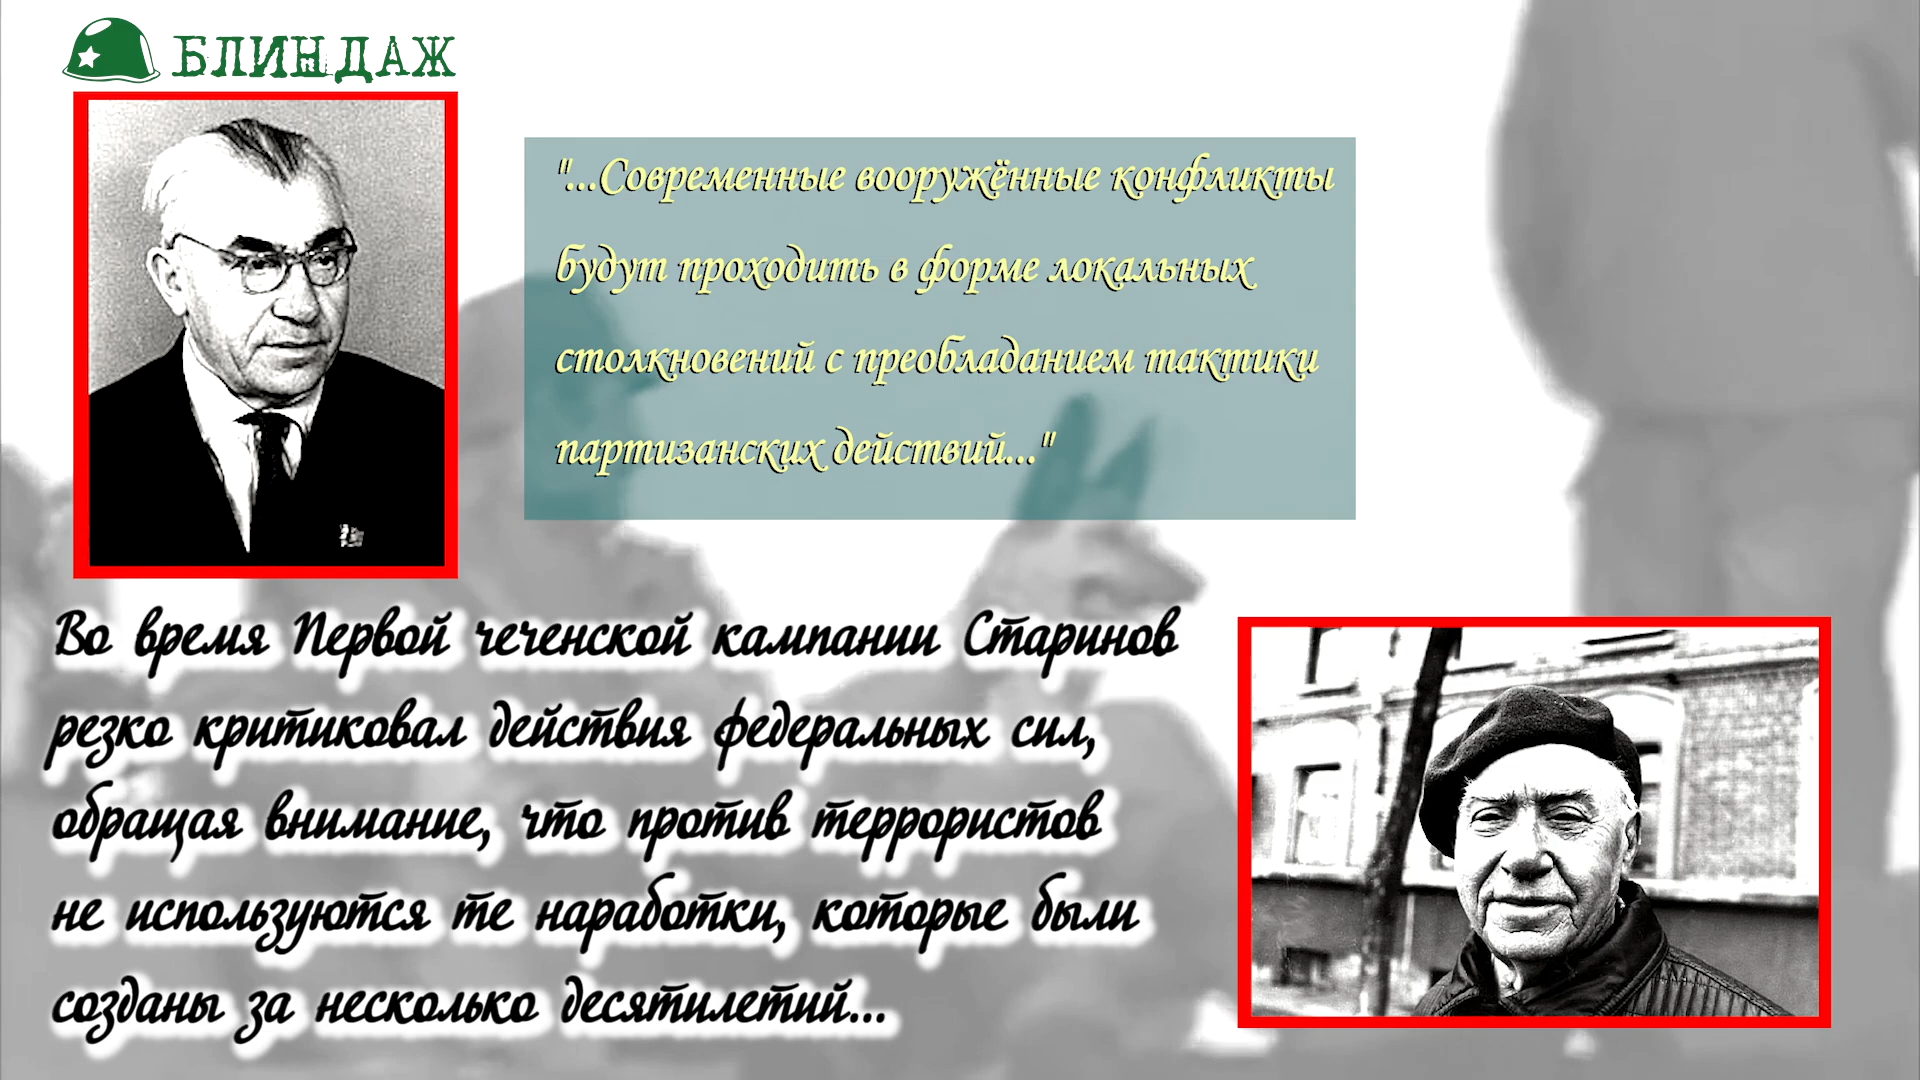 БЛИНДАЖ
"...Современные вооружённые конфликты
будут проходить в форме локальных
столкновений с преобладанием тактики
партизанских действий..."
Во время Первой чеченской кампании Старинов
резко критиковал действия федеральных сил,
обращая внимание, что против террористов
не используются те наработки, которые были
созданы за несколько десятилетий...